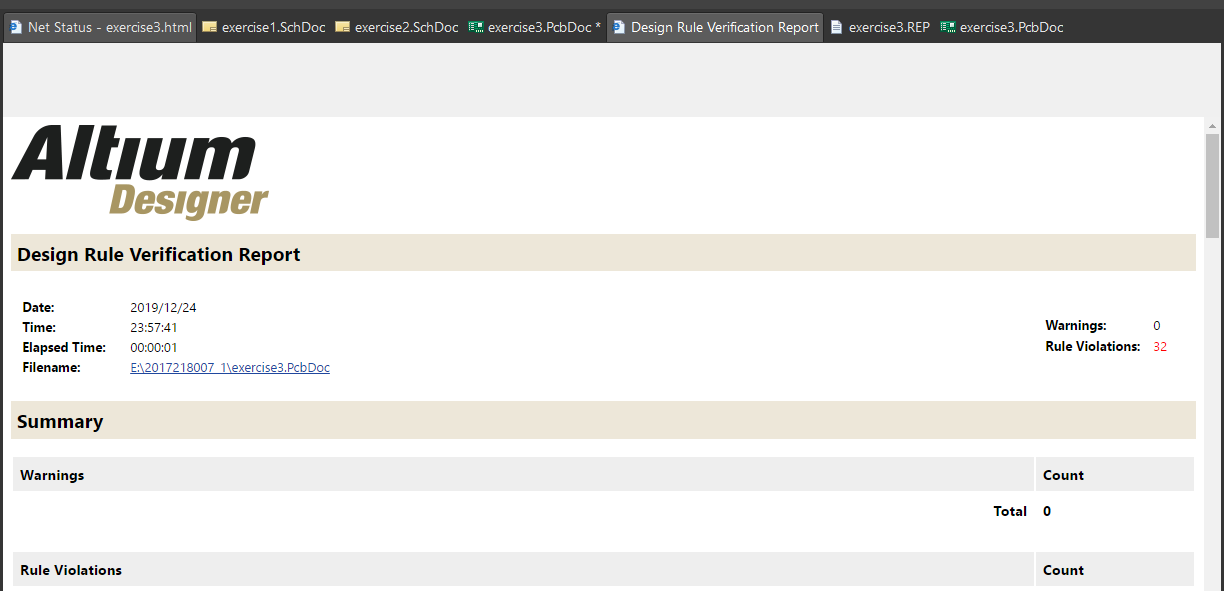 Net Status - exercise3.html exercise1.SchDoc exercise2.SchDoc exercise3.PcbDoc * Design Rule Verification Report exercise3.REP exercise3.PcbDoc
Altium
Designer
Design Rule Verification Report
Date: 2019/12/24
Time: 23:57:41
Elapsed Time: 00:00:01
Filename: E:\2017218007_1\exercise3.PcbDoc
Warnings: 0
Rule Violations: 32
Summary
Warnings Count
Total 0
Rule Violations Count